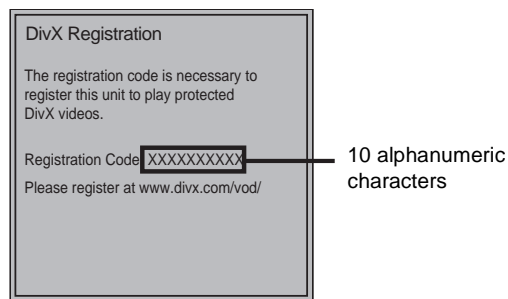 DivX Registration
The registration code is necessary to
register this unit to play protected
DivX videos.
Registration Code XXXXXXXXXX
Please register at www.divx.com/vod/
10 alphanumeric
characters